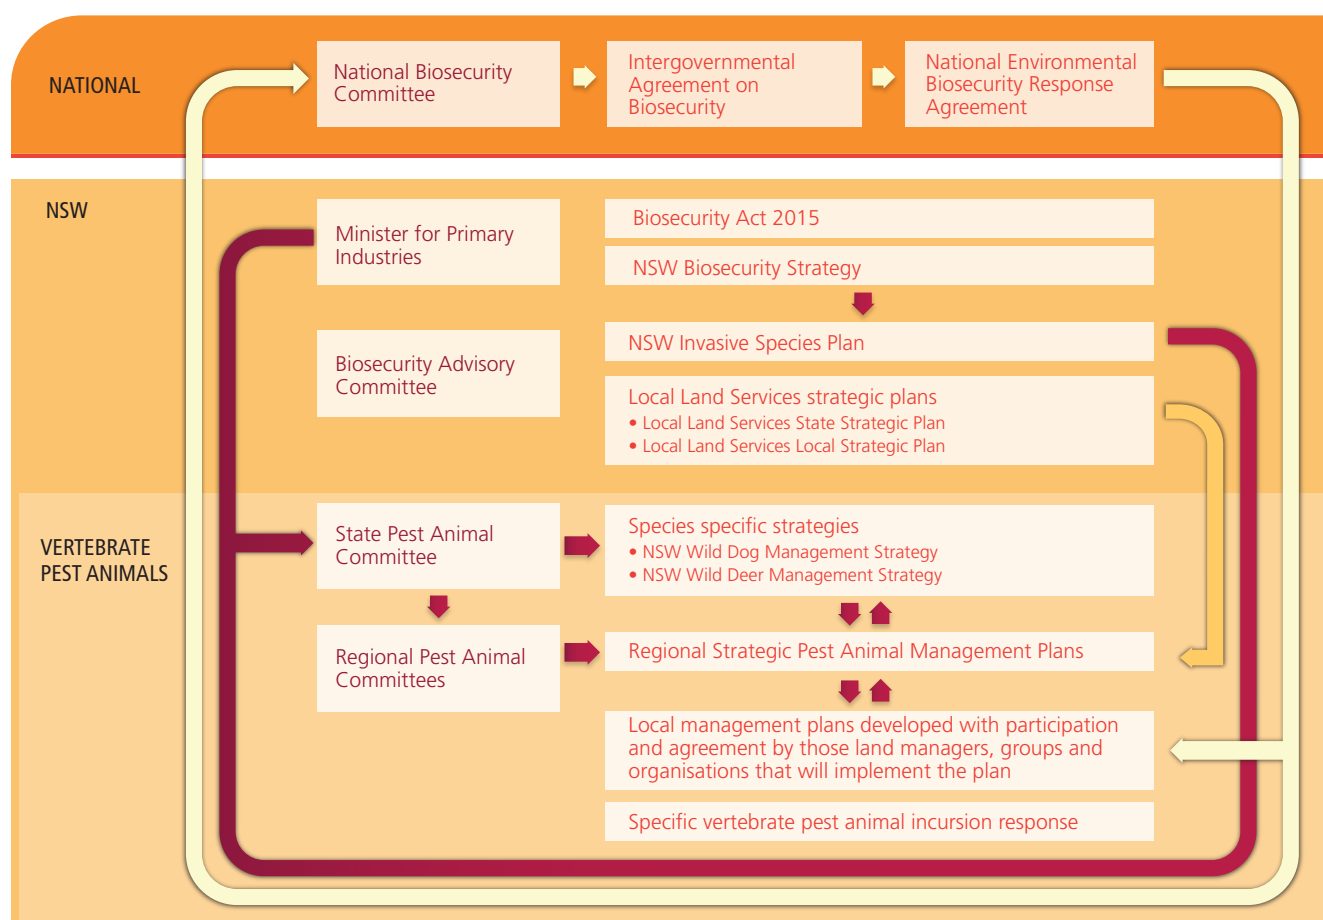 NATIONAL
National Biosecurity
Committee
Intergovernmental
Agreement on
Biosecurity
National Environmental
Biosecurity Response
Agreement
NSW
Minister for Primary
Industries
Biosecurity Act 2015
NSW Biosecurity Strategy
Biosecurity Advisory
Committee
NSW Invasive Species Plan
Local Land Services strategic plans
• Local Land Services State Strategic Plan
• Local Land Services Local Strategic Plan
VERTEBRATE
PEST ANIMALS
State Pest Animal
Committee
Species specific strategies
• NSW Wild Dog Management Strategy
• NSW Wild Deer Management Strategy
Regional Pest Animal
Committees
Regional Strategic Pest Animal Management Plans
Local management plans developed with participation
and agreement by those land managers, groups and
organisations that will implement the plan
Specific vertebrate pest animal incursion response